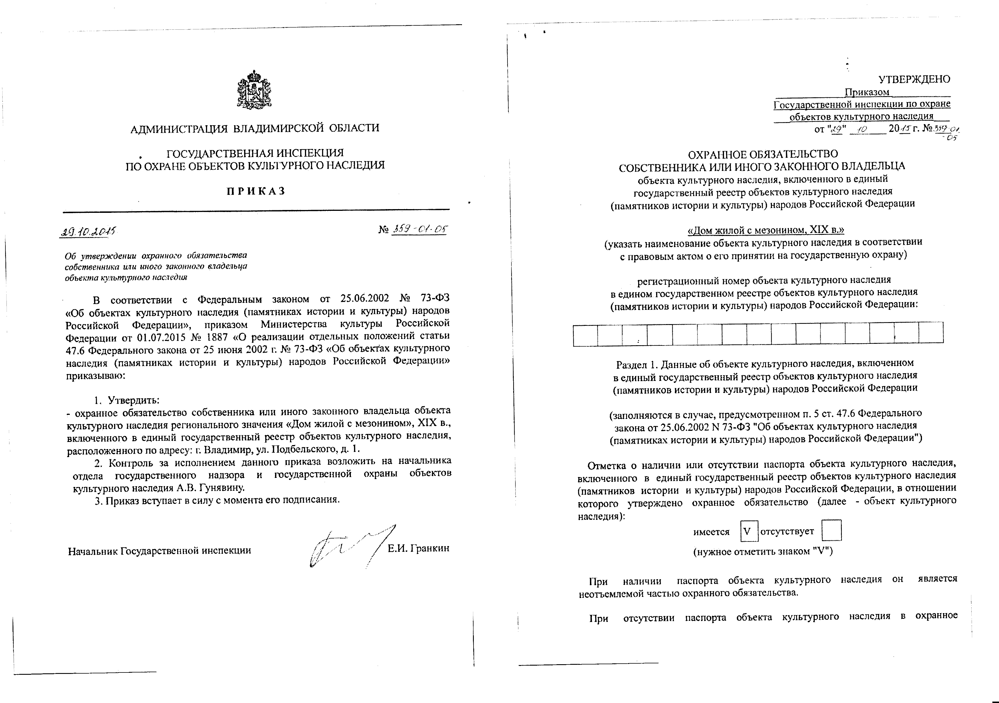 АДМИНИСТРАЦИЯ ВЛАДИМИРСКОЙ ОБЛАСТИ
ГОСУДАРСТВЕННАЯ ИНСПЕКЦИЯ
ПО ОХРАНЕ ОБЪЕКТОВ КУЛЬТУРНОГО НАСЛЕДИЯ
ПРИКАЗ
29.10.2015
№ 359-01-05
Об утверждении охранного обязательства
собственника или иного законного владельца
объекта культурного наследия
В соответствии с Федеральным законом от 25.06.2002 № 73-ФЗ
«Об объектах культурного наследия (памятниках истории и культуры) народов
Российской Федерации», приказом Министерства культуры Российской
Федерации от 01.07.2015 № 1887 «О реализации отдельных положений статьи
47.6 Федерального закона от 25 июня 2002 г. № 73-ФЗ «Об объектах культурного
наследия (памятниках истории и культуры) народов Российской Федерации»
приказываю:
1. Утвердить:
- охранное обязательство собственника или иного законного владельца объекта
культурного наследия регионального значения «Дом жилой с мезонином», XIX в.,
включенного в единый государственный реестр объектов культурного наследия,
расположенного по адресу: г. Владимир, ул. Подбельского, д. 1.
2. Контроль за исполнением данного приказа возложить на начальника
отдела государственного надзора и государственной охраны объектов
культурного наследия А.В. Гунявину.
3. Приказ вступает в силу с момента его подписания.
Начальник Государственной инспекции
Е.И. Гранкин
УТВЕРЖДЕНО
Приказом
Государственной инспекции по охране
объектов культурного наследия
от "29" 10 2015 г. № 359-01
-05
ОХРАННОЕ ОБЯЗАТЕЛЬСТВО
СОБСТВЕННИКА ИЛИ ИНОГО ЗАКОННОГО ВЛАДЕЛЬЦА
объекта культурного наследия, включенного в единый
государственный реестр объектов культурного наследия
(памятников истории и культуры) народов Российской Федерации
«Дом жилой с мезонином, XIX в.»
(указать наименование объекта культурного наследия в соответствии
с правовым актом о его принятии на государственную охрану)
регистрационный номер объекта культурного наследия
в едином государственном реестре объектов культурного наследия
(памятников истории и культуры) народов Российской Федерации:
Раздел 1. Данные об объекте культурного наследия, включенном
в единый государственный реестр объектов культурного наследия
(памятников истории и культуры) народов Российской Федерации
(заполняются в случае, предусмотренном п. 5 ст. 47.6 Федерального
закона от 25.06.2002 N 73-ФЗ "Об объектах культурного наследия
(памятниках истории и культуры) народов Российской Федерации")
Отметка о наличии или отсутствии паспорта объекта культурного наследия,
включенного в единый государственный реестр объектов культурного наследия
(памятников истории и культуры) народов Российской Федерации, в отношении
которого утверждено охранное обязательство (далее - объект культурного
наследия):
имеется V отсутствует
(нужное отметить знаком "V")
При наличии паспорта объекта культурного наследия он является
неотъемлемой частью охранного обязательства.
При отсутствии паспорта объекта культурного наследия в охранное